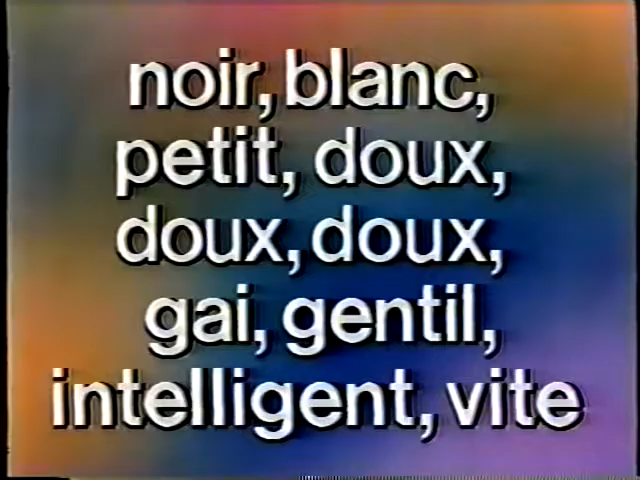 noir, blanc,
petit, doux,
doux, doux,
gai, gentil,
intelligent, vite